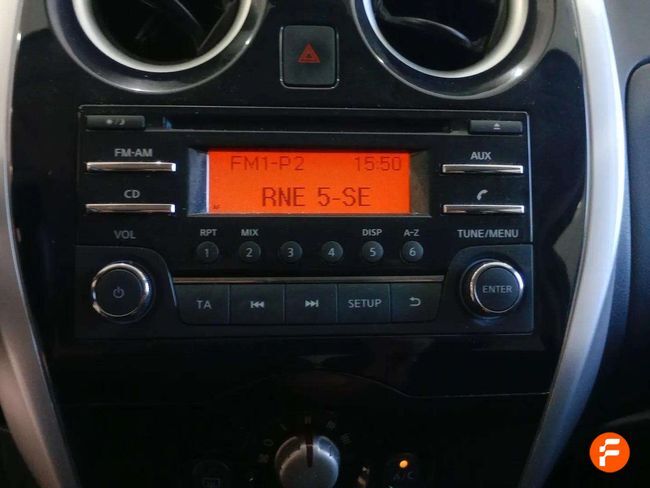 FM1-P2 15:50
RNE 5-SE
AF
FM-AM
CD
AUX
VOL
RPT MIX DISP A-Z
1 2 3 4 5 6
TUNE/MENU
TA SETUP
ENTER
A/C